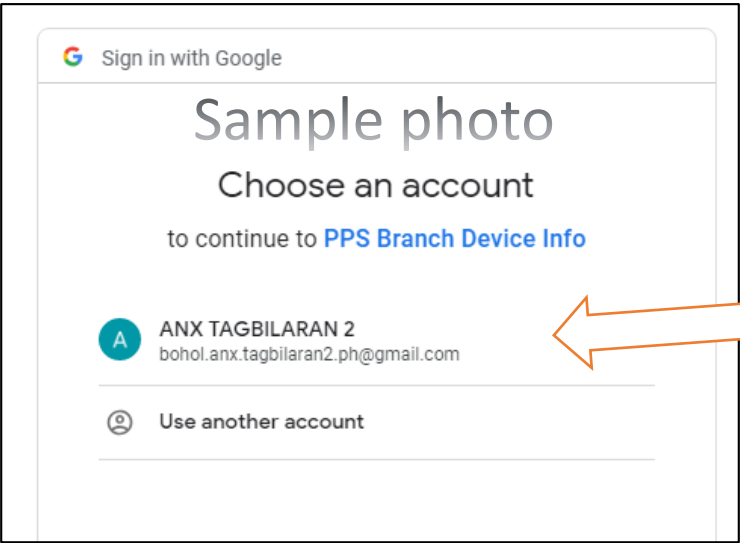 Sign in with Google
Sample photo
Choose an account
to continue to PPS Branch Device Info
A
ANX TAGBILARAN 2
bohol.anx.tagbilaran2.ph@gmail.com
Use another account